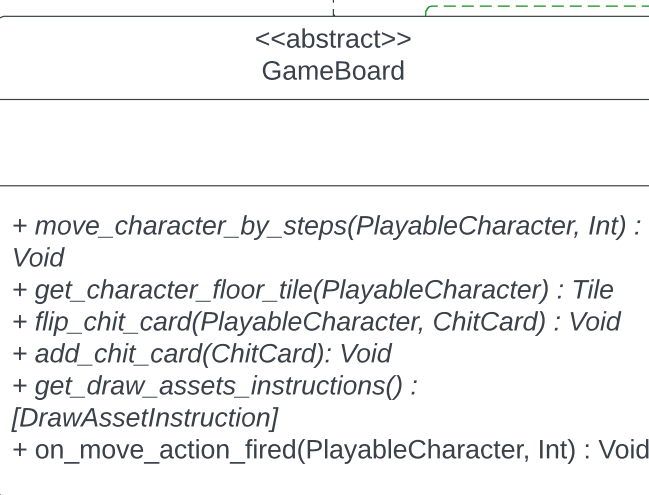 <<abstract>>
GameBoard
+ move_character_by_steps(PlayableCharacter, Int) :
Void
+ get_character_floor_tile(PlayableCharacter) : Tile
+ flip_chit_card(PlayableCharacter, ChitCard) : Void
+ add_chit_card(ChitCard): Void
+ get_draw_assets_instructions() :
[DrawAssetInstruction]
+ on_move_action_fired(PlayableCharacter, Int) : Void